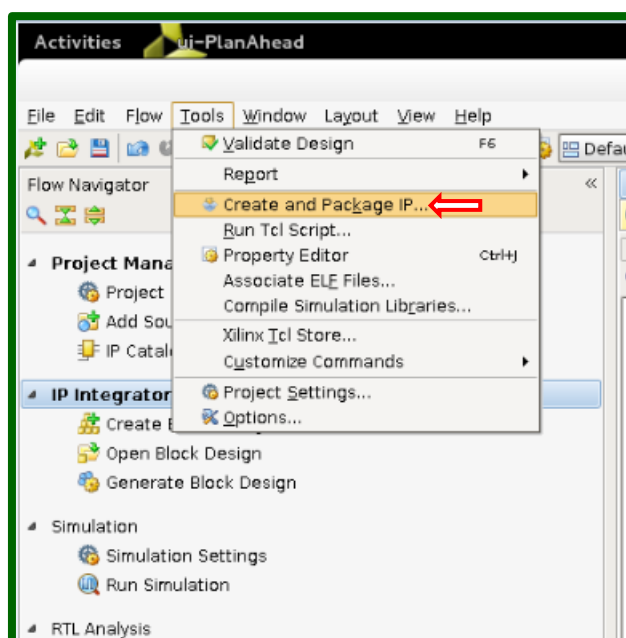 Activities ui-PlanAhead
File Edit Flow Tools Window Layout View Help
Validate Design F6
Defau
Flow Navigator
Report
Create and Package IP...
Run Tcl Script...
Project Mana
Property Editor Ctrl+J
Project
Associate ELF Files...
Add Sou
Compile Simulation Libraries...
IP Catal
Xilinx Tcl Store...
Customize Commands
IP Integrator
Project Settings...
Create
Options...
Open Block Design
Generate Block Design
Simulation
Simulation Settings
Run Simulation
RTL Analysis